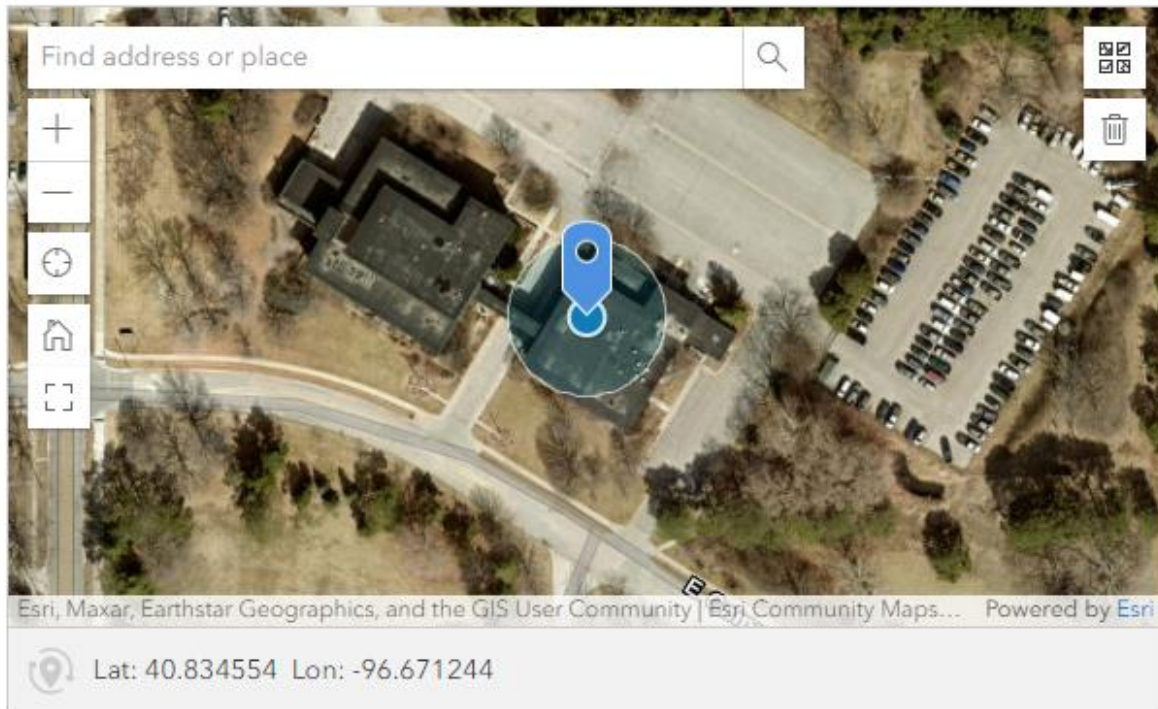 Find address or place
Esri, Maxar, Earthstar Geographics, and the GIS User Community | Esri Community Maps... Powered by Esri
Lat: 40.834554 Lon: -96.671244